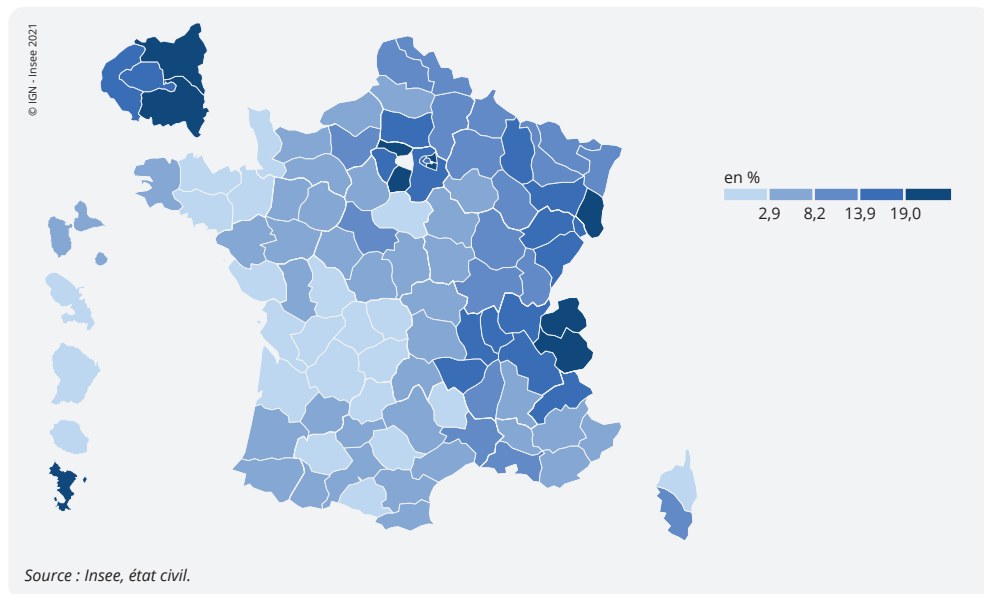 © IGN - Insee 2021
en %
2,9 8,2 13,9 19,0
Source : Insee, état civil.